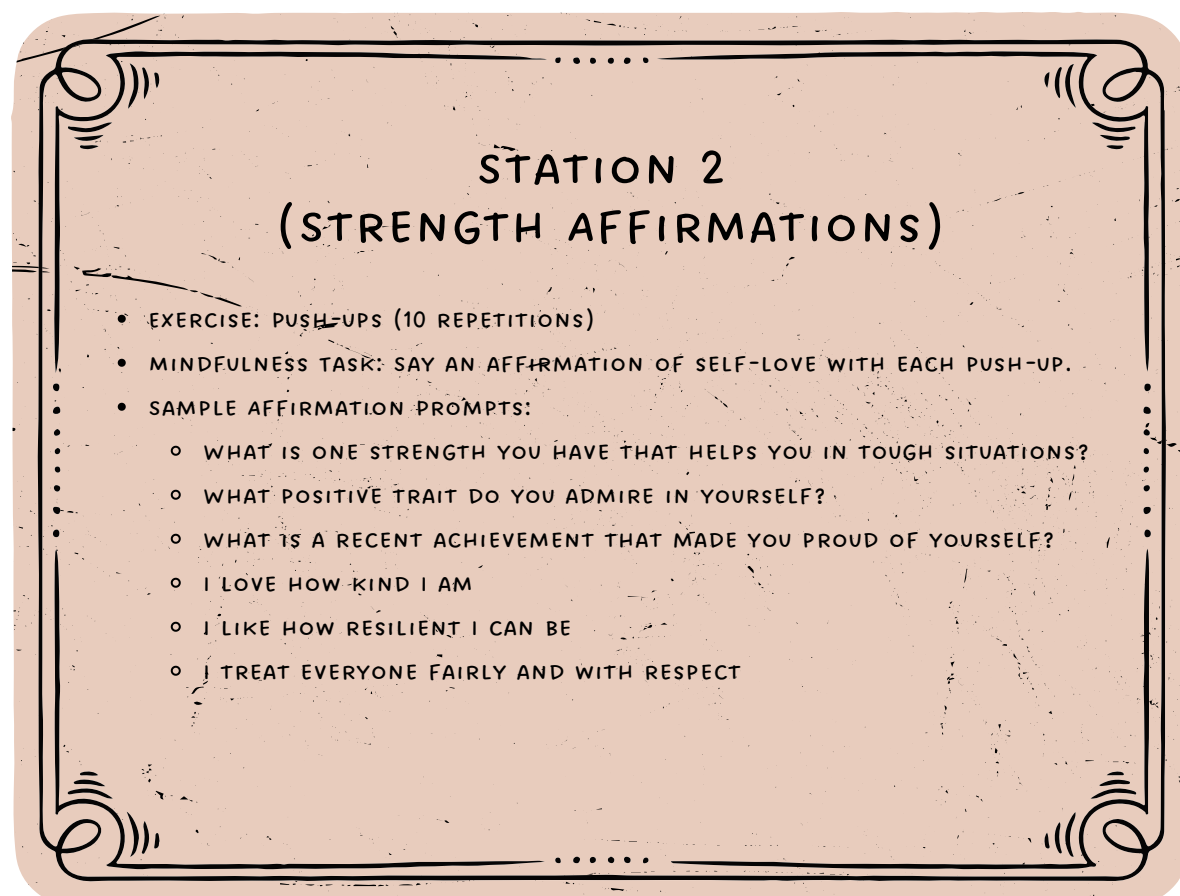 STATION 2
(STRENGTH AFFIRMATIONS)
• EXERCISE: PUSH-UPS (10 REPETITIONS)
• MINDFULNESS TASK: SAY AN AFFIRMATION OF SELF-LOVE WITH EACH PUSH-UP.
• SAMPLE AFFIRMATION PROMPTS:
◦ WHAT IS ONE STRENGTH YOU HAVE THAT HELPS YOU IN TOUGH SITUATIONS?
◦ WHAT POSITIVE TRAIT DO YOU ADMIRE IN YOURSELF?
◦ WHAT IS A RECENT ACHIEVEMENT THAT MADE YOU PROUD OF YOURSELF?
◦ I LOVE HOW KIND I AM
◦ I LIKE HOW RESILIENT I CAN BE
◦ I TREAT EVERYONE FAIRLY AND WITH RESPECT